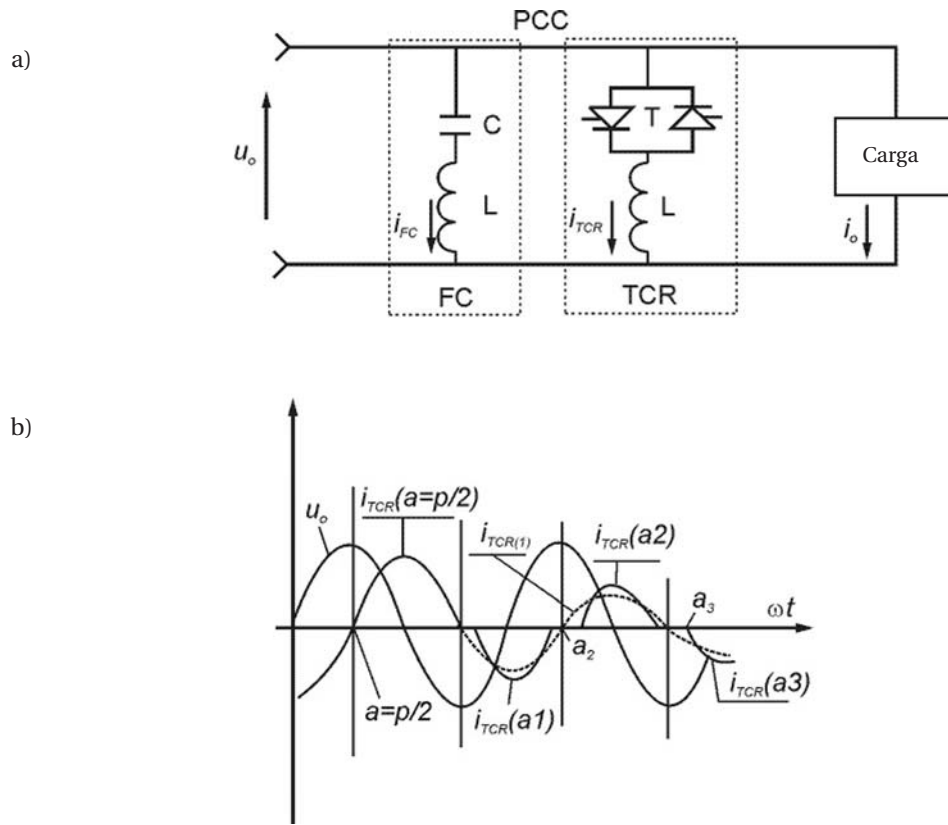 a)
PCC
u_o
C
L
i_FC
FC
T
L
i_TCR
TCR
Carga
i_o
b)
u_o
i_TCR(a=p/2)
i_TCR(1)
i_TCR(a2)
a_3
ωt
a_2
a=p/2
i_TCR(a1)
i_TCR(a3)